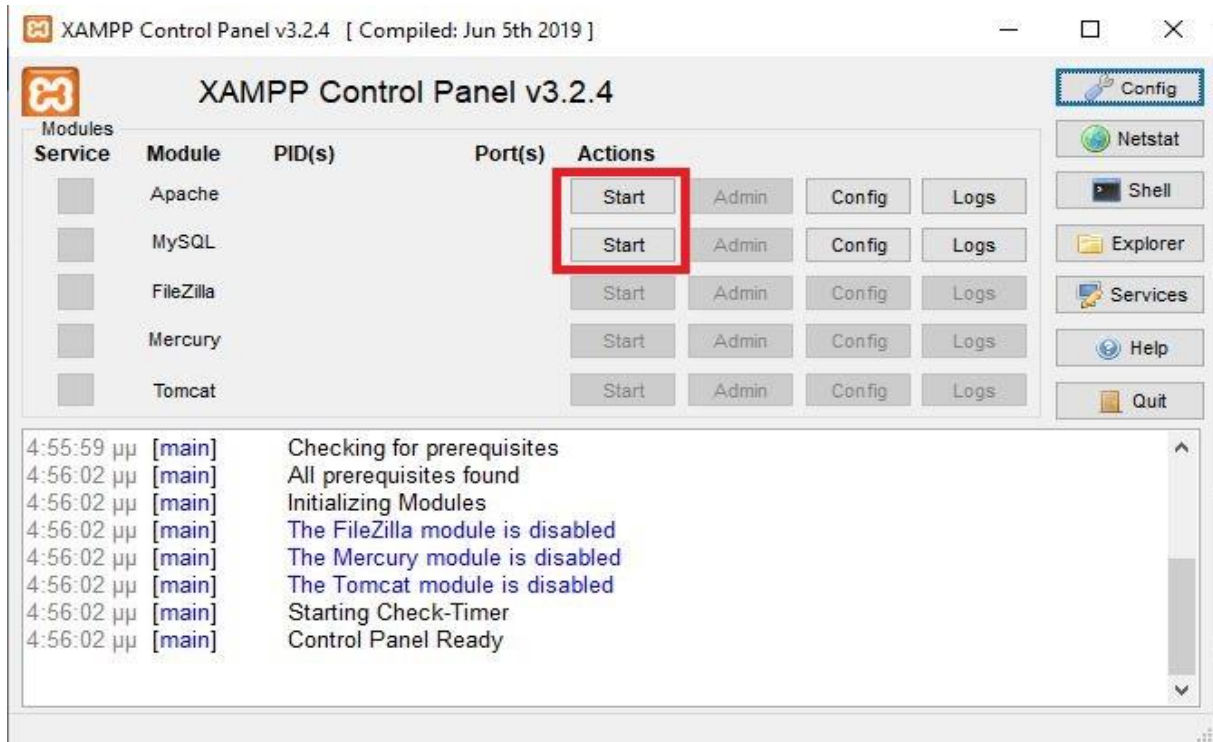 XAMPP Control Panel v3.2.4 [ Compiled: Jun 5th 2019 ]
XAMPP Control Panel v3.2.4
Config
Modules
Service Module PID(s) Port(s) Actions
Netstat
Apache Start Admin Config Logs
Shell
MySQL Start Admin Config Logs
Explorer
FileZilla Start Admin Config Logs
Services
Mercury Start Admin Config Logs
Help
Tomcat Start Admin Config Logs
Quit
4:55:59 μμ [main] Checking for prerequisites
4:56:02 μμ [main] All prerequisites found
4:56:02 μμ [main] Initializing Modules
4:56:02 μμ [main] The FileZilla module is disabled
4:56:02 μμ [main] The Mercury module is disabled
4:56:02 μμ [main] The Tomcat module is disabled
4:56:02 μμ [main] Starting Check-Timer
4:56:02 μμ [main] Control Panel Ready